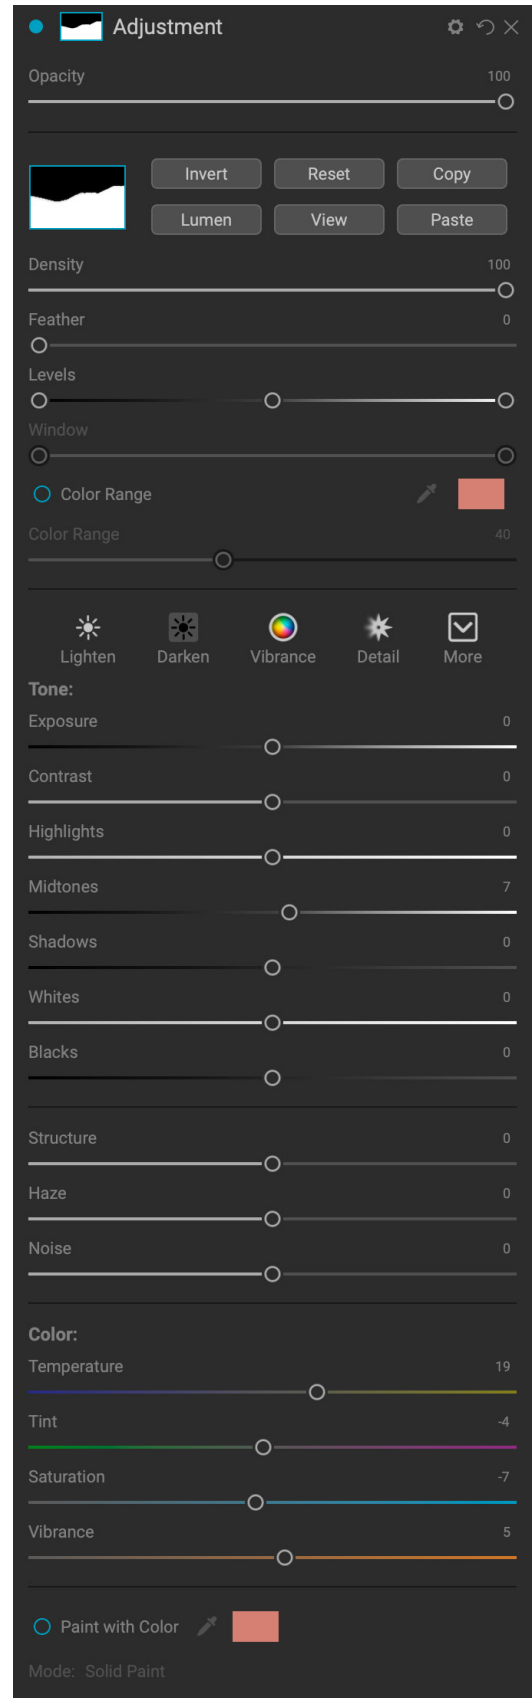 Adjustment
Opacity 100
Invert Reset Copy
Lumen View Paste
Density 100
Feather 0
Levels
Window
Color Range
Color Range 40
Lighten Darken Vibrance Detail More
Tone:
Exposure 0
Contrast 0
Highlights 0
Midtones 7
Shadows 0
Whites 0
Blacks 0
Structure 0
Haze 0
Noise 0
Color:
Temperature 19
Tint -4
Saturation -7
Vibrance 5
Paint with Color
Mode: Solid Paint